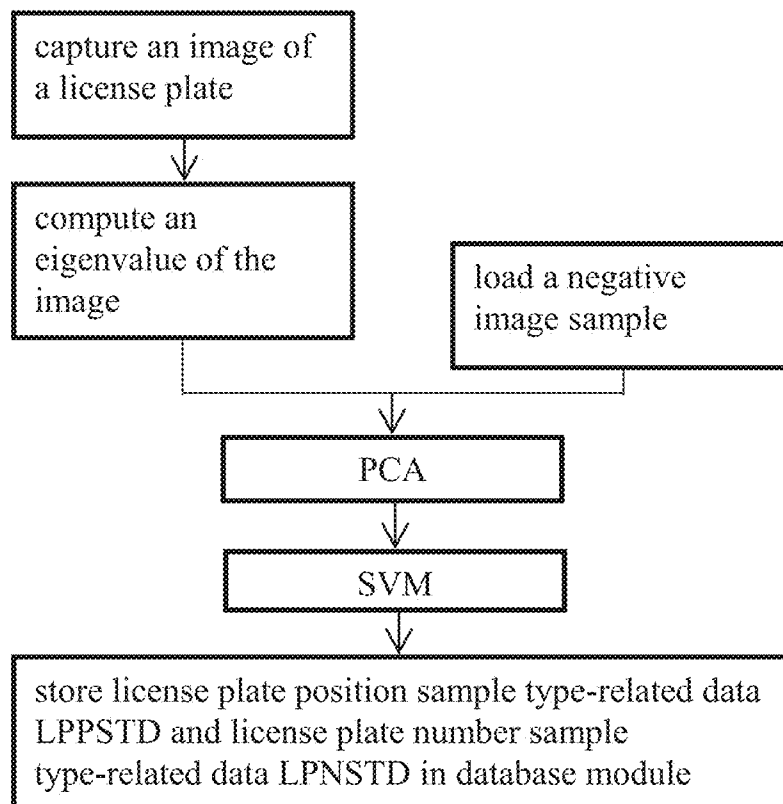 capture an image of
a license plate
compute an
eigenvalue of the
image
load a negative
image sample
PCA
SVM
store license plate position sample type-related data
LPPSTD and license plate number sample
type-related data LPNSTD in database module